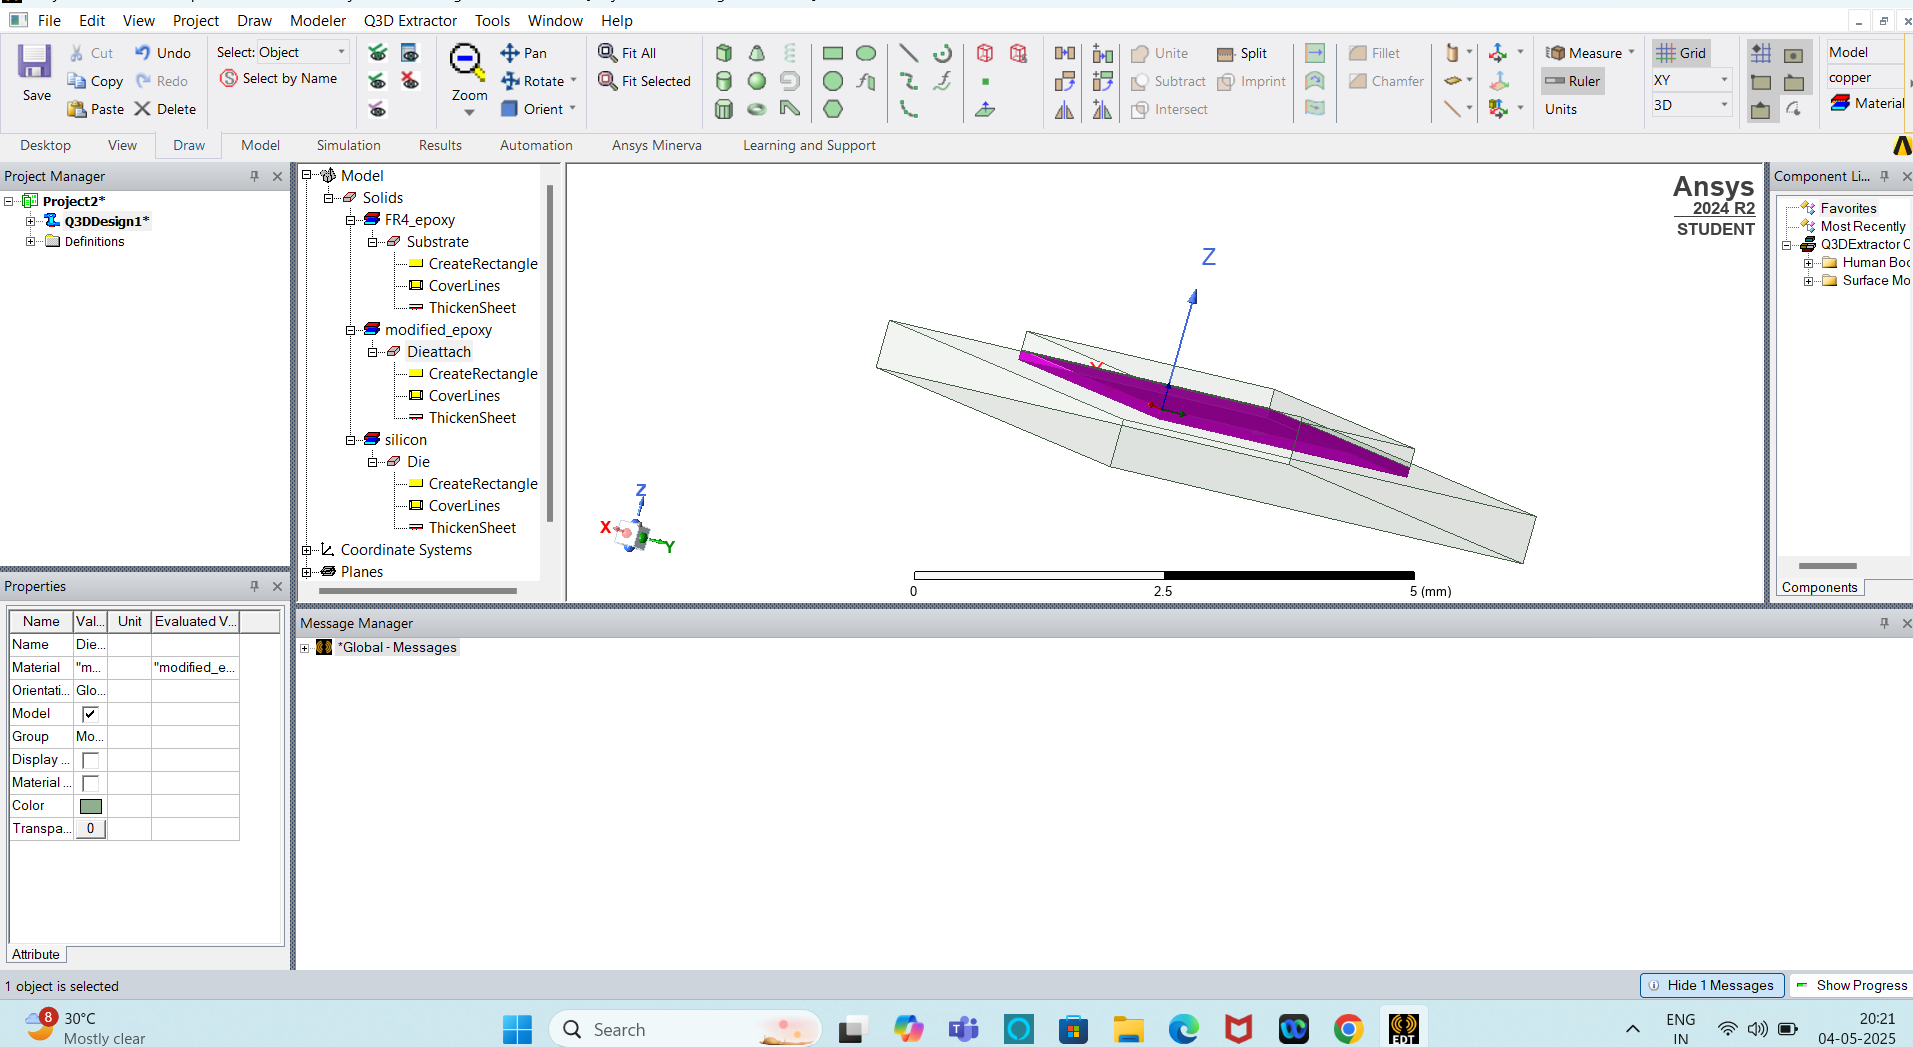 File Edit View Project Draw Modeler Q3D Extractor Tools Window Help
Save
Cut
Copy
Paste
Undo
Redo
Delete
Select: Object
Select by Name
Zoom
Pan
Rotate
Orient
Fit All
Fit Selected
Unite
Subtract
Intersect
Split
Imprint
Fillet
Chamfer
Measure
Ruler
Units
Grid
XY
3D
Model
copper
Material
Desktop View Draw Model Simulation Results Automation Ansys Minerva Learning and Support
Project Manager
Project2*
Q3DDesign1*
Definitions
Model
Solids
FR4_epoxy
Substrate
CreateRectangle
CoverLines
ThickenSheet
modified_epoxy
Dieattach
CreateRectangle
CoverLines
ThickenSheet
silicon
Die
CreateRectangle
CoverLines
ThickenSheet
Coordinate Systems
Planes
Ansys
2024 R2
STUDENT
Z
Z
X
Y
0 2.5 5 (mm)
Component Li...
Favorites
Most Recently
Q3DExtractor C
Human Boo
Surface Mo
Components
Properties
Name Val... Unit Evaluated V...
Name Die...
Material "m... "modified_e...
Orientati... Glo...
Model
Group Mo...
Display ...
Material ...
Color
Transpa... 0
Attribute
Message Manager
*Global - Messages
1 object is selected
Hide 1 Messages Show Progress
8
30°C
Mostly clear
Search
EDT
ENG
IN
20:21
04-05-2025